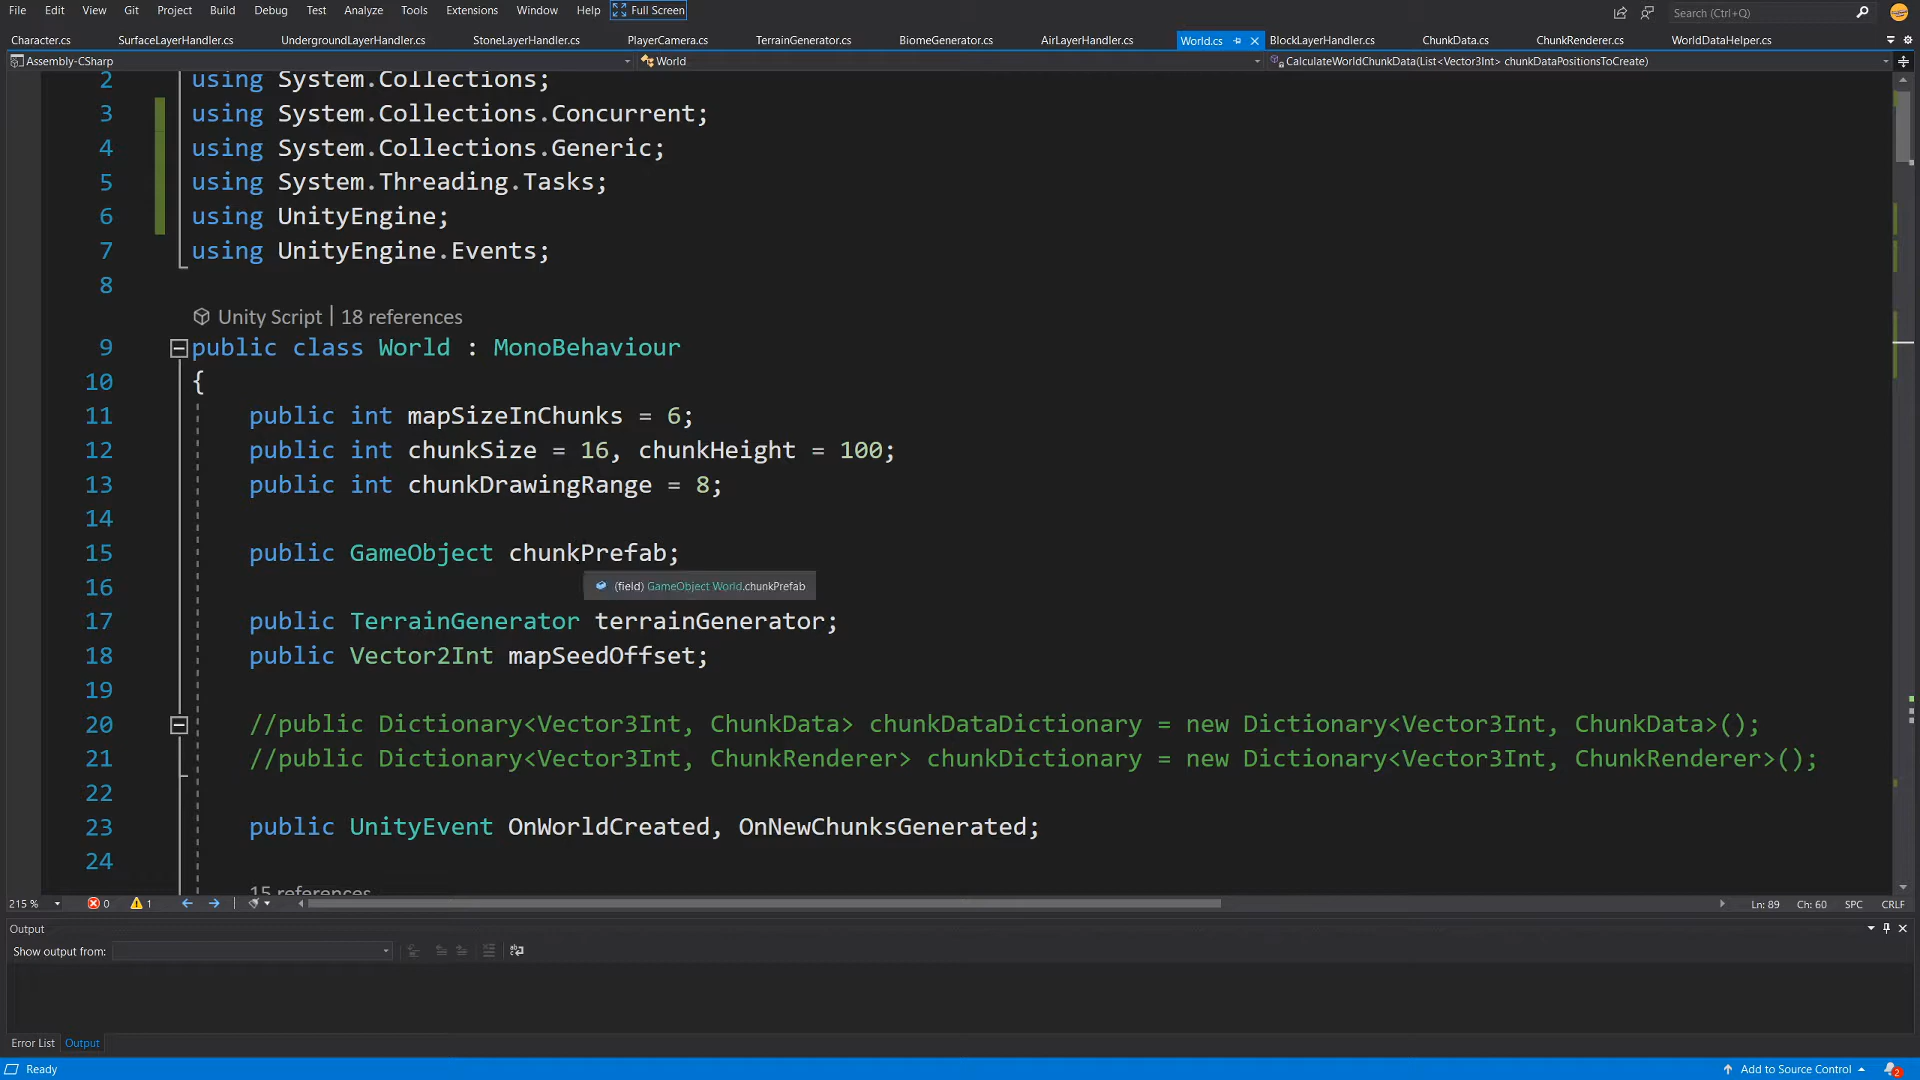 File Edit View Git Project Build Debug Test Analyze Tools Extensions Window Help Full Screen Search (Ctrl+Q)
Character.cs SurfaceLayerHandler.cs UndergroundLayerHandler.cs StoneLayerHandler.cs PlayerCamera.cs TerrainGenerator.cs BiomeGenerator.cs AirLayerHandler.cs World.cs BlockLayerHandler.cs ChunkData.cs ChunkRenderer.cs WorldDataHelper.cs
Assembly-CSharp World CalculateWorldChunkData(List<Vector3Int> chunkDataPositionsToCreate)
2 using System.Collections;
3 using System.Collections.Concurrent;
4 using System.Collections.Generic;
5 using System.Threading.Tasks;
6 using UnityEngine;
7 using UnityEngine.Events;
8
Unity Script | 18 references
9 public class World : MonoBehaviour
10 {
11 public int mapSizeInChunks = 6;
12 public int chunkSize = 16, chunkHeight = 100;
13 public int chunkDrawingRange = 8;
14
15 public GameObject chunkPrefab;
16 (field) GameObject World.chunkPrefab
17 public TerrainGenerator terrainGenerator;
18 public Vector2Int mapSeedOffset;
19
20 //public Dictionary<Vector3Int, ChunkData> chunkDataDictionary = new Dictionary<Vector3Int, ChunkData>();
21 //public Dictionary<Vector3Int, ChunkRenderer> chunkDictionary = new Dictionary<Vector3Int, ChunkRenderer>();
22
23 public UnityEvent OnWorldCreated, OnNewChunksGenerated;
24
15 references
215 % 0 1 Ln: 89 Ch: 60 SPC CRLF
Output
Show output from:
Error List Output
Ready Add to Source Control 2